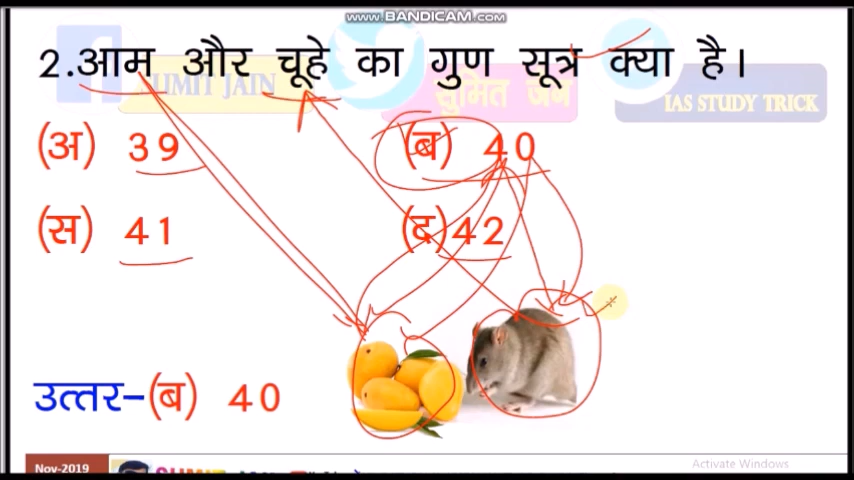 WWW.BANDICAM.COM
2.आम और चूहे का गुण सूत्र क्या है।
SUMIT JAIN सुमित जैन IAS STUDY TRICK
(अ) 39 (ब) 40
(स) 41 (द) 42
उत्तर-(ब) 40
Activate Windows
Nov-2019